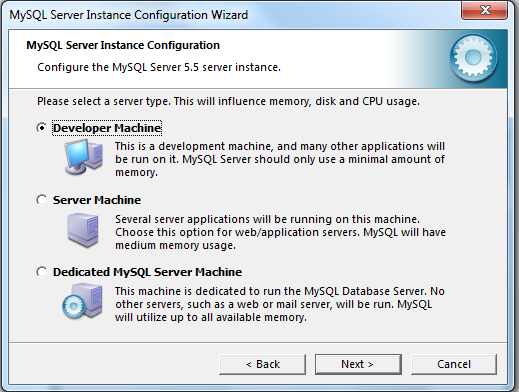 MySQL Server Instance Configuration Wizard
MySQL Server Instance Configuration
Configure the MySQL Server 5.5 server instance.
Please select a server type. This will influence memory, disk and CPU usage.
Developer Machine
This is a development machine, and many other applications will
be run on it. MySQL Server should only use a minimal amount of
memory.
Server Machine
Several server applications will be running on this machine.
Choose this option for web/application servers. MySQL will have
medium memory usage.
Dedicated MySQL Server Machine
This machine is dedicated to run the MySQL Database Server. No
other servers, such as a web or mail server, will be run. MySQL
will utilize up to all available memory.
< Back
Next >
Cancel